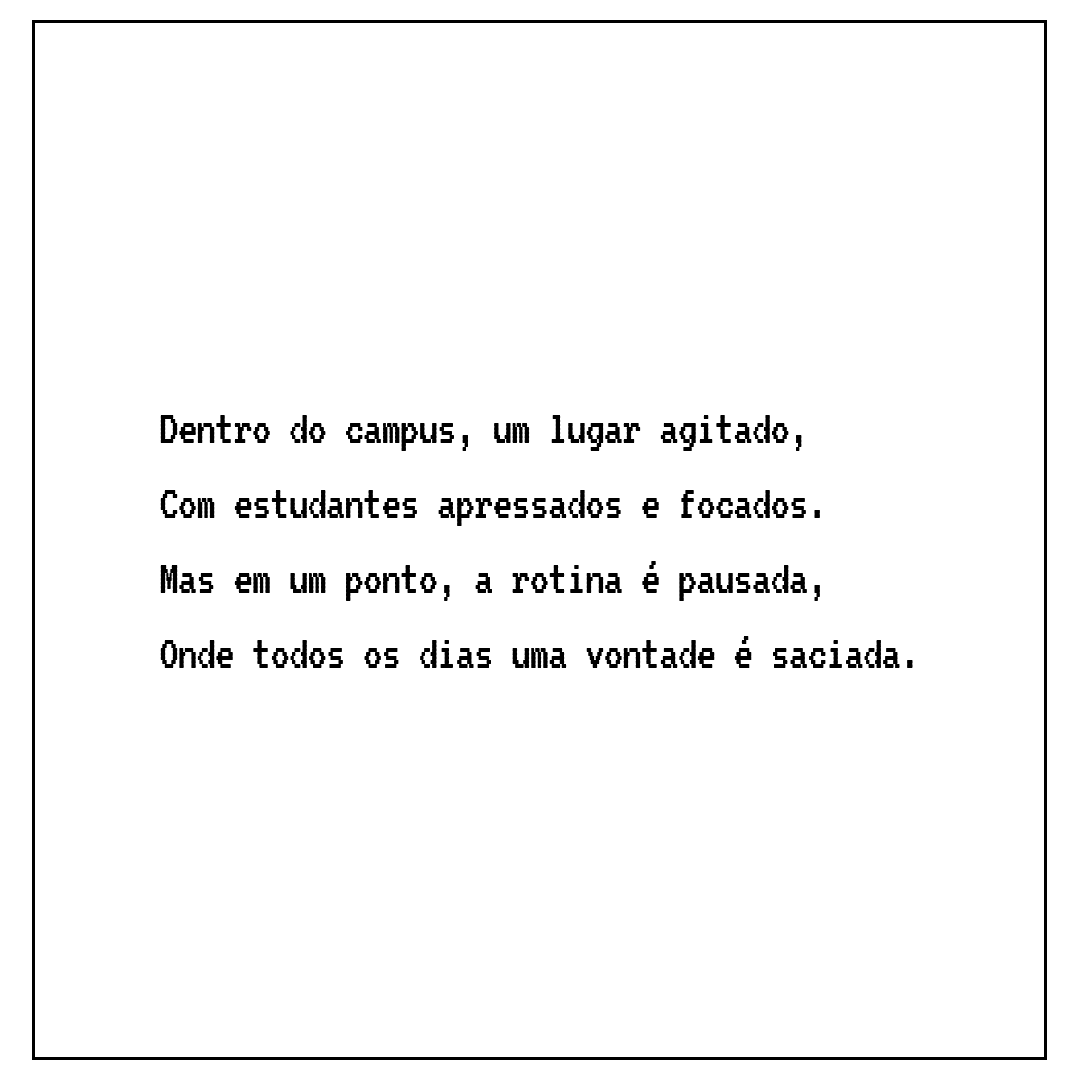 Dentro do campus, um lugar agitado,
Com estudantes apressados e focados.
Mas em um ponto, a rotina é pausada,
Onde todos os dias uma vontade é saciada.